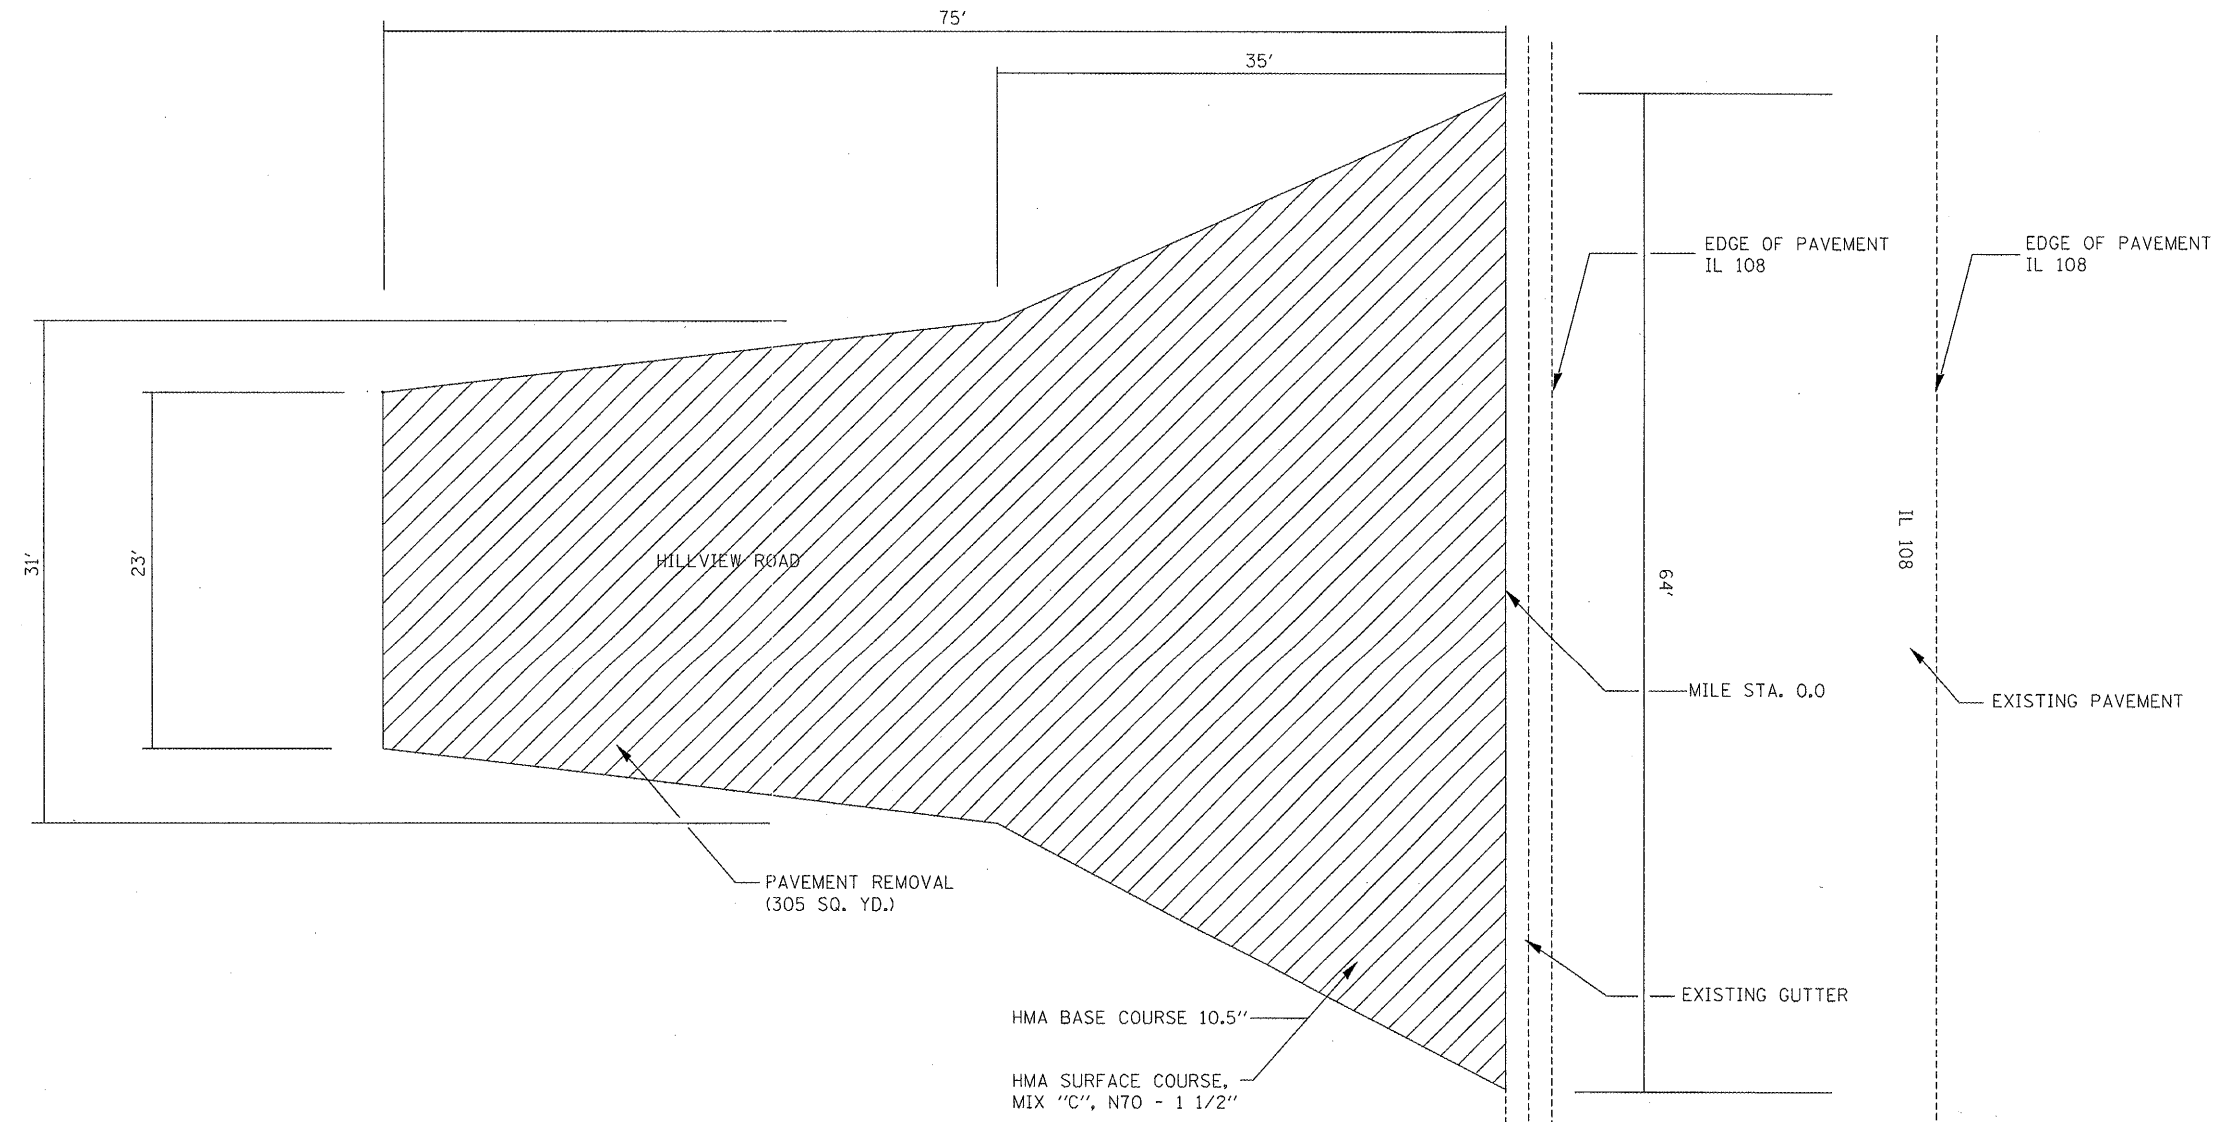 75'
35'
EDGE OF PAVEMENT
IL 108
EDGE OF PAVEMENT
IL 108
31'
23'
HILLVIEW ROAD
64'
IL 108
MILE STA. 0.0
EXISTING PAVEMENT
PAVEMENT REMOVAL
(305 SQ. YD.)
EXISTING GUTTER
HMA BASE COURSE 10.5"
HMA SURFACE COURSE,
MIX "C", N70 - 1 1/2"